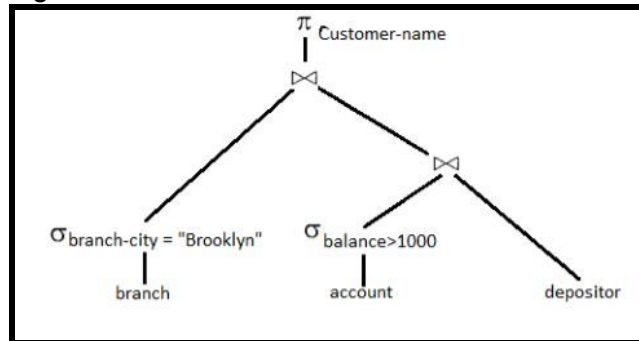 π Customer-name
⋈
⋈
σ branch-city = "Brooklyn"
σ balance>1000
branch
account
depositor